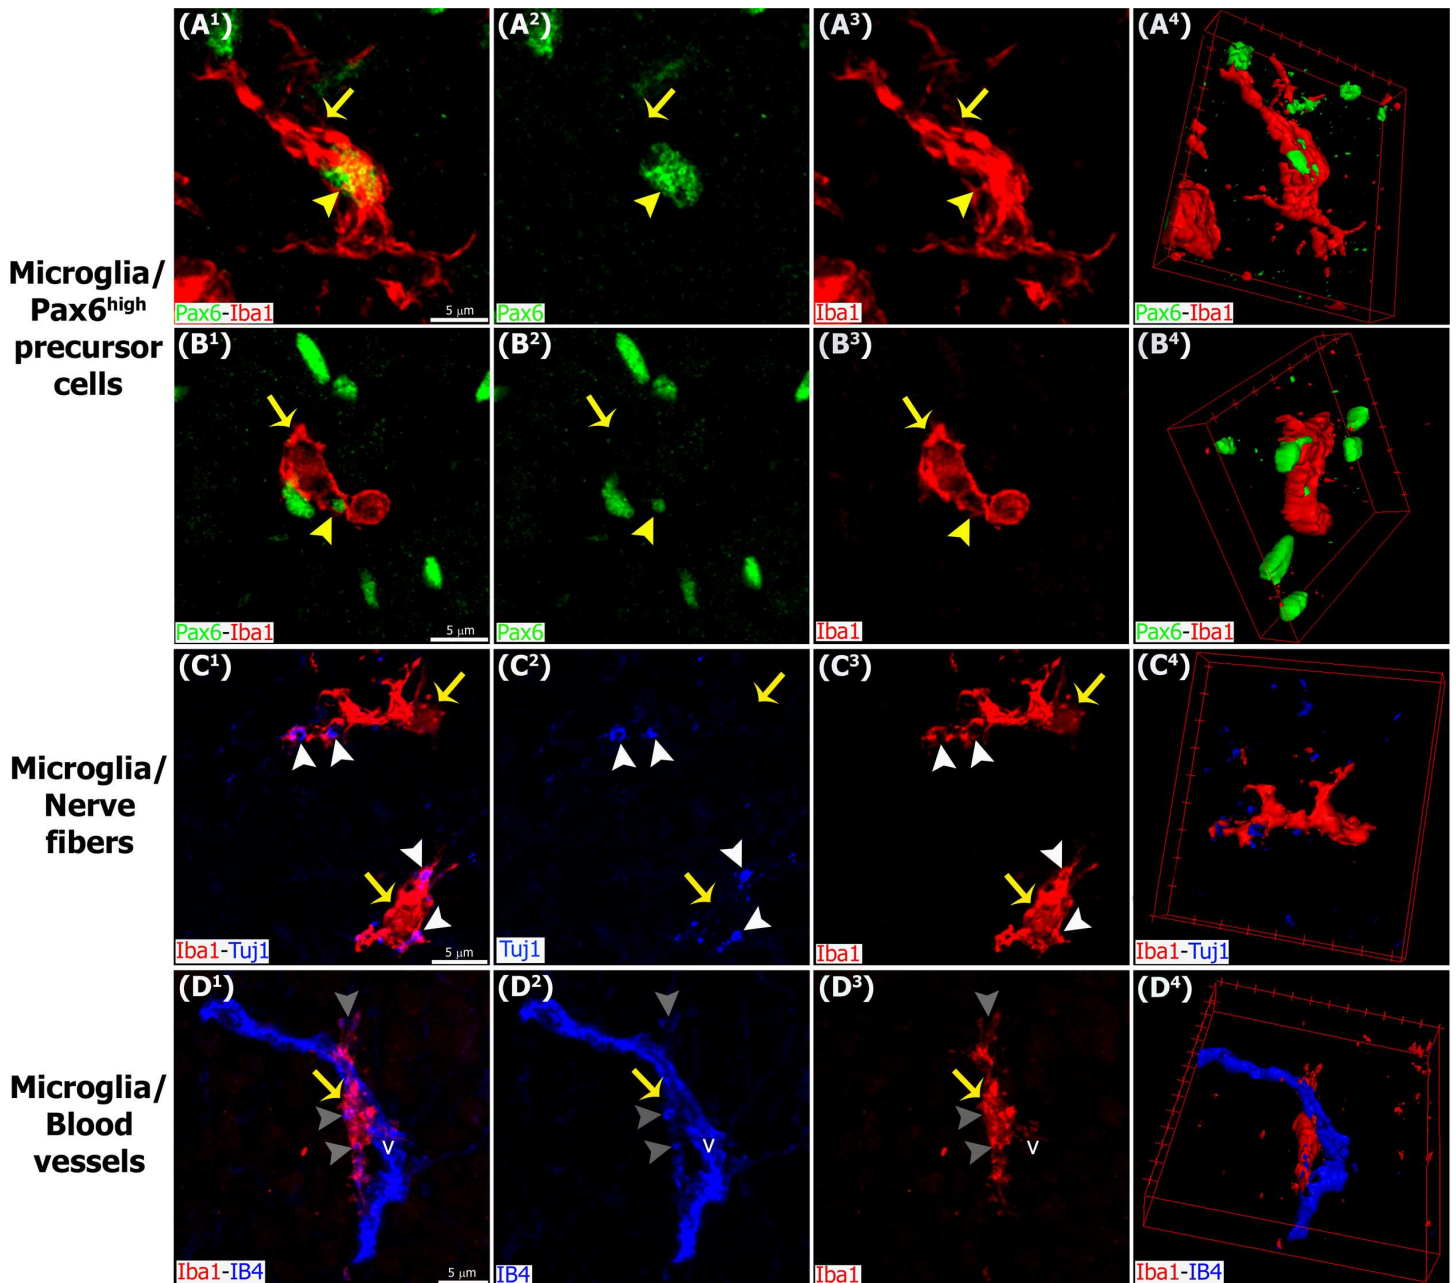 (A¹)
(A²)
(A³)
(A⁴)
Microglia/
Pax6ʰⁱᵍʰ
precursor
cells
Pax6-Iba1
5 µm
Pax6
Iba1
Pax6-Iba1
(B¹)
(B²)
(B³)
(B⁴)
Pax6-Iba1
5 µm
Pax6
Iba1
Pax6-Iba1
(C¹)
(C²)
(C³)
(C⁴)
Microglia/
Nerve
fibers
Iba1-Tuj1
5 µm
Tuj1
Iba1
Iba1-Tuj1
(D¹)
(D²)
(D³)
(D⁴)
Microglia/
Blood
vessels
v
v
v
Iba1-IB4
5 µm
IB4
Iba1
Iba1-IB4